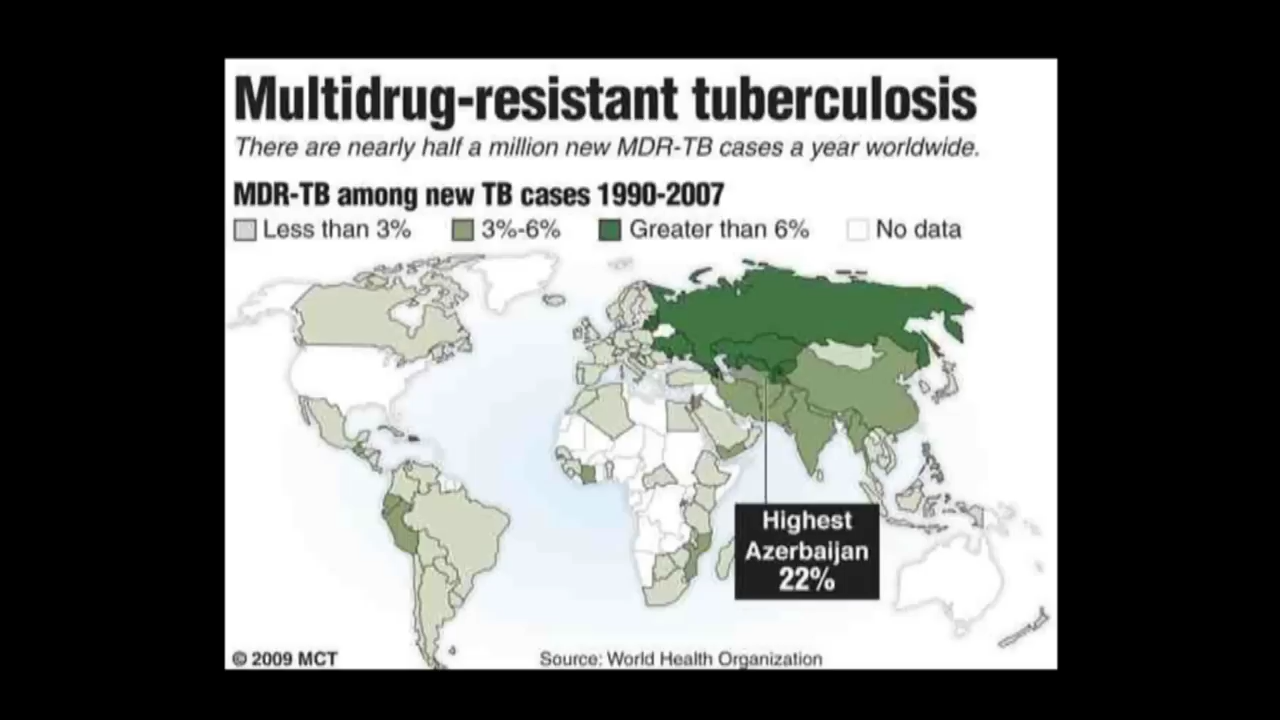 Multidrug-resistant tuberculosis
There are nearly half a million new MDR-TB cases a year worldwide.
MDR-TB among new TB cases 1990-2007
Less than 3% 3%-6% Greater than 6% No data
Highest
Azerbaijan
22%
© 2009 MCT Source: World Health Organization